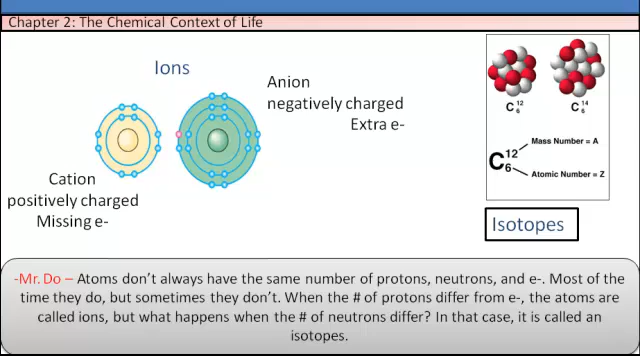 Chapter 2: The Chemical Context of Life
Ions
Anion
negatively charged
Extra e-
Cation
positively charged
Missing e-
C 12 6
C 14 6
C 12 6
Mass Number = A
Atomic Number = Z
Isotopes
-Mr. Do – Atoms don't always have the same number of protons, neutrons, and e-. Most of the
time they do, but sometimes they don't. When the # of protons differ from e-, the atoms are
called ions, but what happens when the # of neutrons differ? In that case, it is called an
isotopes.